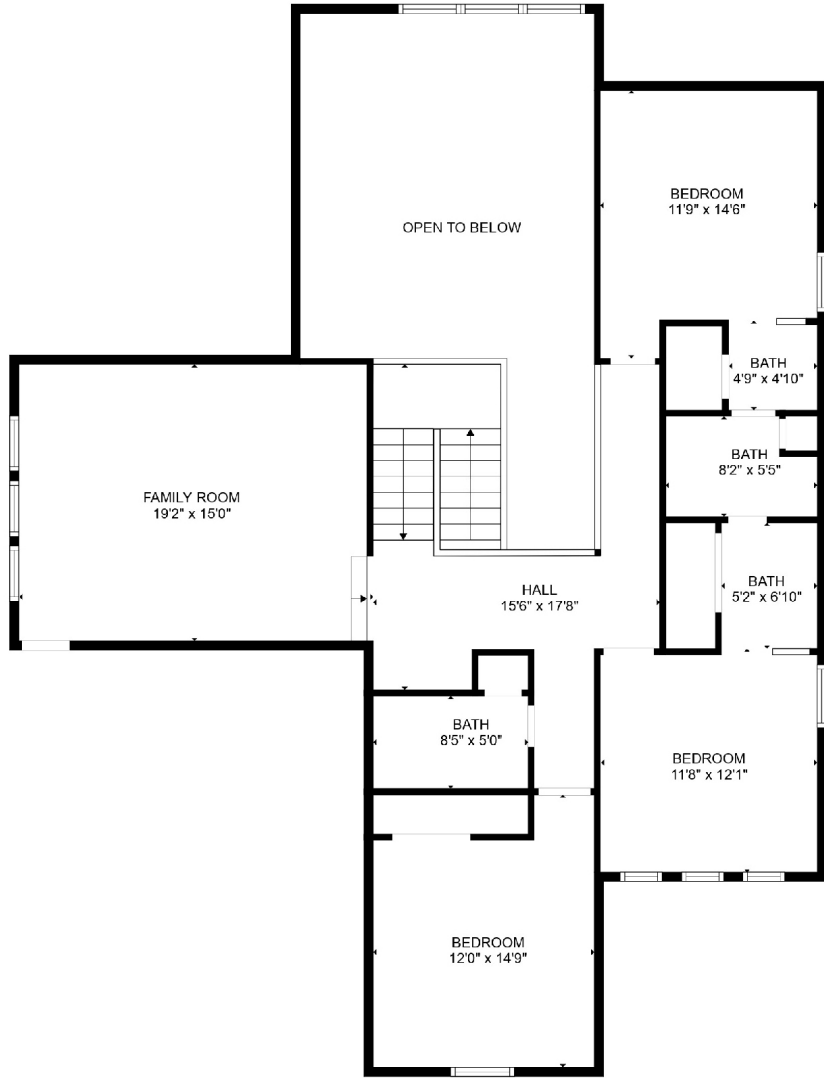 BEDROOM
11'9" x 14'6"
OPEN TO BELOW
BATH
4'9" x 4'10"
BATH
8'2" x 5'5"
FAMILY ROOM
19'2" x 15'0"
BATH
5'2" x 6'10"
HALL
15'6" x 17'8"
BATH
8'5" x 5'0"
BEDROOM
11'8" x 12'1"
BEDROOM
12'0" x 14'9"